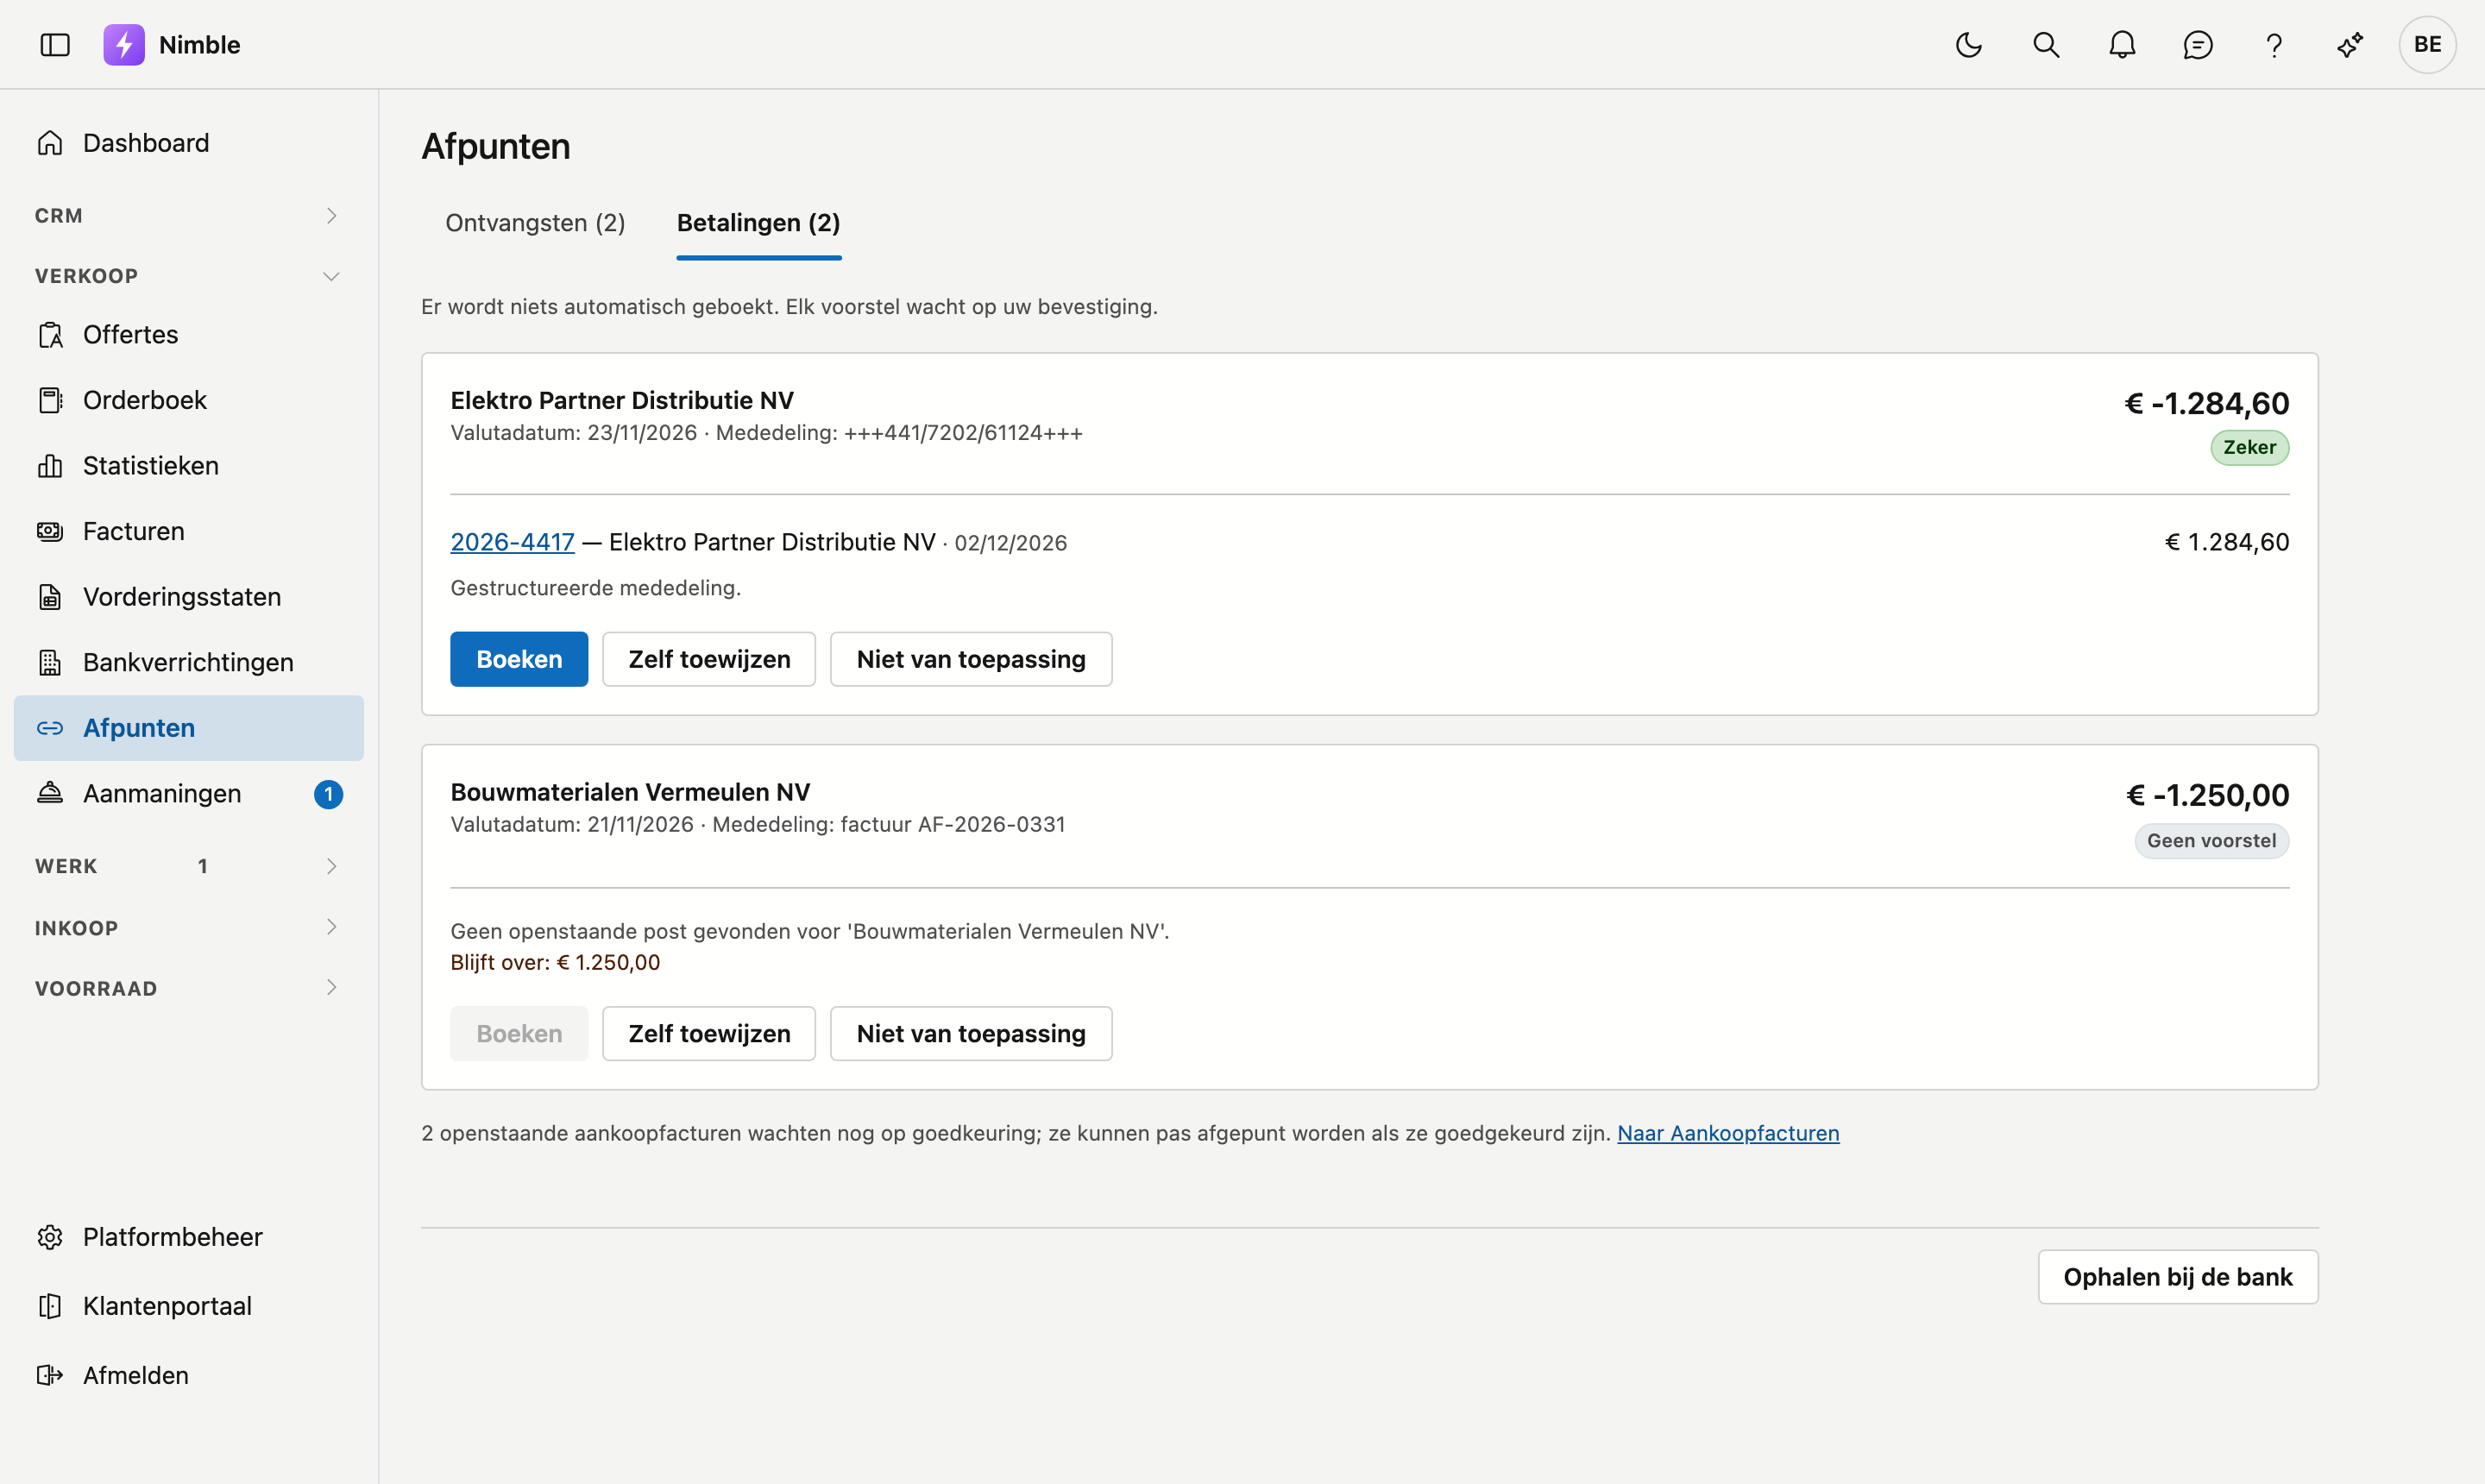 Nimble
BE
Dashboard
CRM
VERKOOP
Offertes
Orderboek
Statistieken
Facturen
Vorderingsstaten
Bankverrichtingen
Afpunten
Aanmaningen 1
WERK 1
INKOOP
VOORRAAD
Platformbeheer
Klantenportaal
Afmelden
Afpunten
Ontvangsten (2) Betalingen (2)
Er wordt niets automatisch geboekt. Elk voorstel wacht op uw bevestiging.
Elektro Partner Distributie NV € -1.284,60
Valutadatum: 23/11/2026 · Mededeling: +++441/7202/61124+++
Zeker
2026-4417 — Elektro Partner Distributie NV · 02/12/2026 € 1.284,60
Gestructureerde mededeling.
Boeken Zelf toewijzen Niet van toepassing
Bouwmaterialen Vermeulen NV € -1.250,00
Valutadatum: 21/11/2026 · Mededeling: factuur AF-2026-0331
Geen voorstel
Geen openstaande post gevonden voor 'Bouwmaterialen Vermeulen NV'.
Blijft over: € 1.250,00
Boeken Zelf toewijzen Niet van toepassing
2 openstaande aankoopfacturen wachten nog op goedkeuring; ze kunnen pas afgepunt worden als ze goedgekeurd zijn. Naar Aankoopfacturen
Ophalen bij de bank